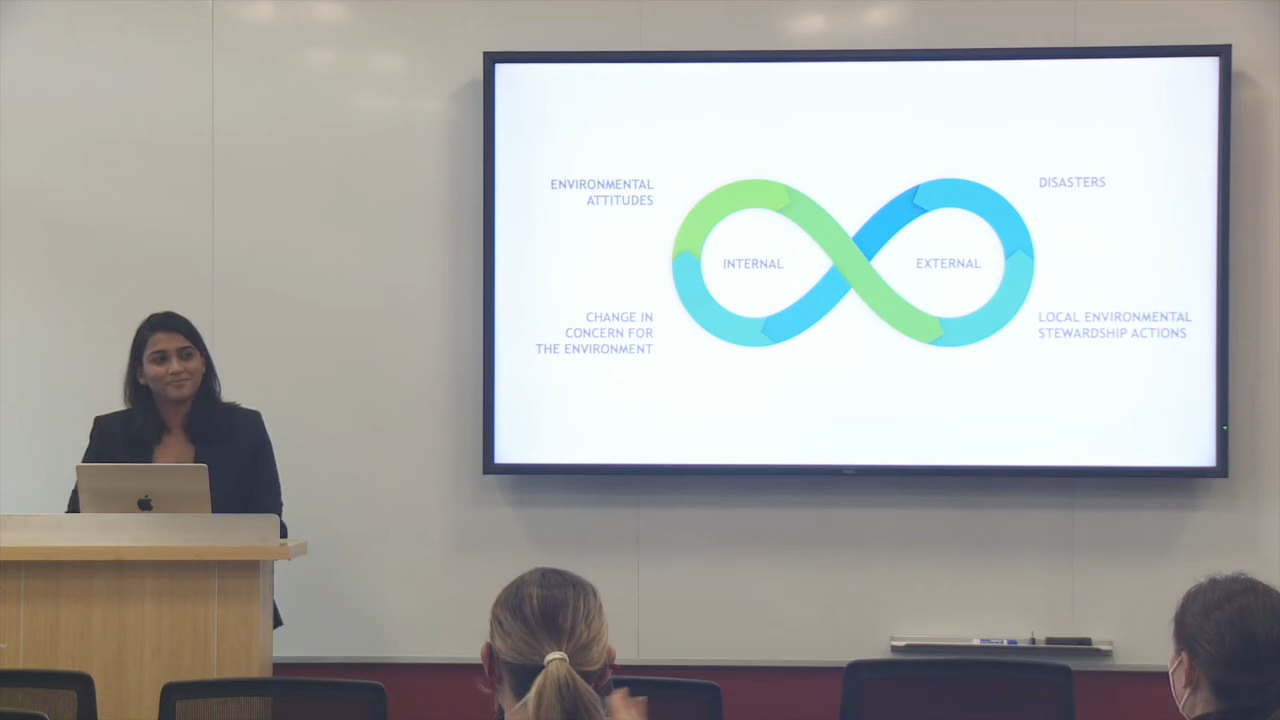 ENVIRONMENTAL
ATTITUDES
DISASTERS
INTERNAL
EXTERNAL
CHANGE IN
CONCERN FOR
THE ENVIRONMENT
LOCAL ENVIRONMENTAL
STEWARDSHIP ACTIONS